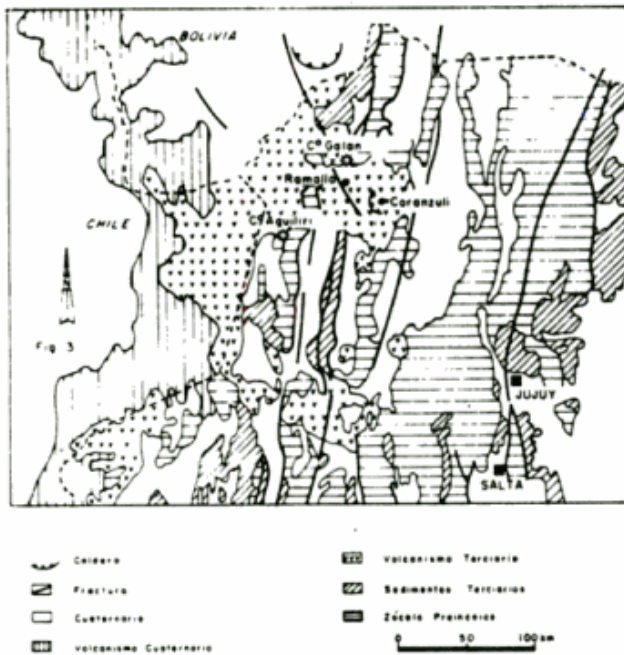 BOLIVIA
Cº Galan
Ramallo
Coranzuli
CHILE
Cº Aguiliri
Fig. 3
JUJUY
SALTA
Caldera
Fractura
Cuaternario
Volcanismo Cuaternario
Volcanismo Terciario
Sedimentos Terciarios
Zócalo
0 50 100 km